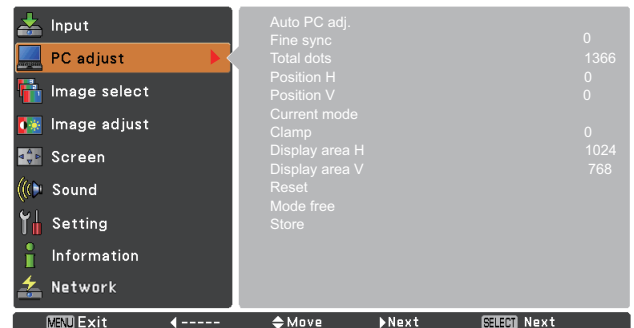 Input
PC adjust
Image select
Image adjust
Screen
Sound
Setting
Information
Network
Auto PC adj.
Fine sync 0
Total dots 1366
Position H 0
Position V 0
Current mode
Clamp 0
Display area H 1024
Display area V 768
Reset
Mode free
Store
MENU Exit ----- Move Next SELECT Next